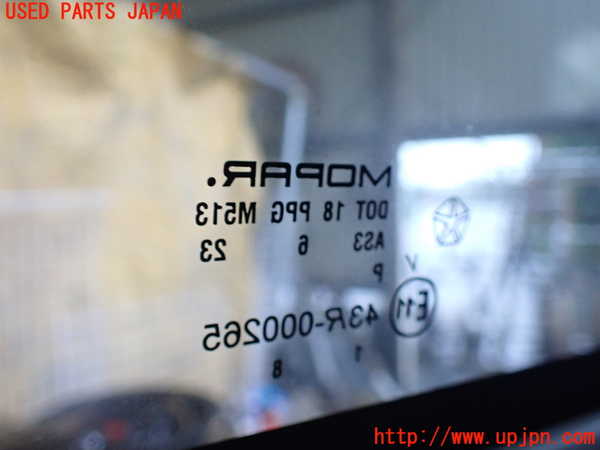 USED PARTS JAPAN
MOPAR.
DOT 18 PPG M513
AS3 6 23
P V
E11 43R-000265
1 8
http://www.upjpn.com